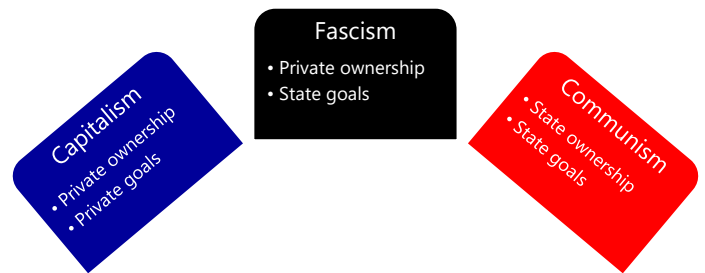 Capitalism
• Private ownership
• Private goals
Fascism
• Private ownership
• State goals
Communism
• State ownership
• State goals